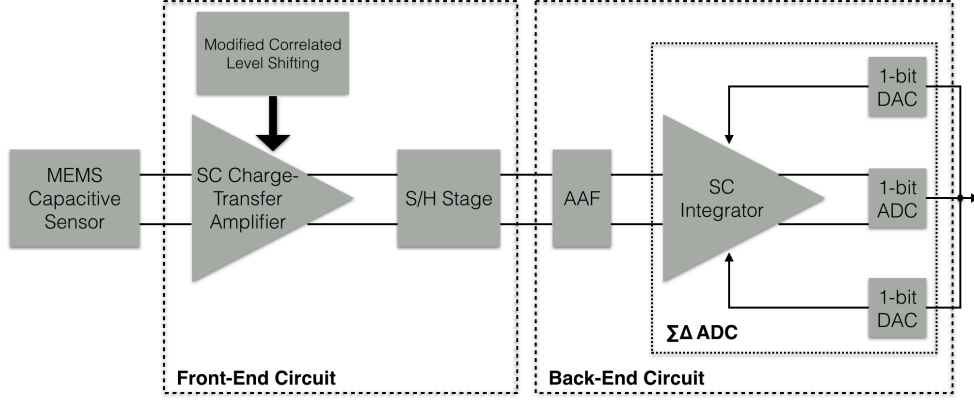 Modified Correlated
Level Shifting
MEMS
Capacitive
Sensor
SC Charge-
Transfer
Amplifier
S/H Stage
AAF
SC
Integrator
1-bit
DAC
1-bit
ADC
1-bit
DAC
∑Δ ADC
Front-End Circuit
Back-End Circuit